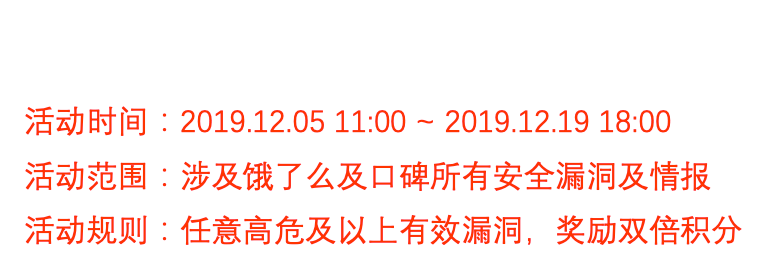 活动时间：2019.12.05 11:00 ~ 2019.12.19 18:00
活动范围：涉及饿了么及口碑所有安全漏洞及情报
活动规则：任意高危及以上有效漏洞，奖励双倍积分